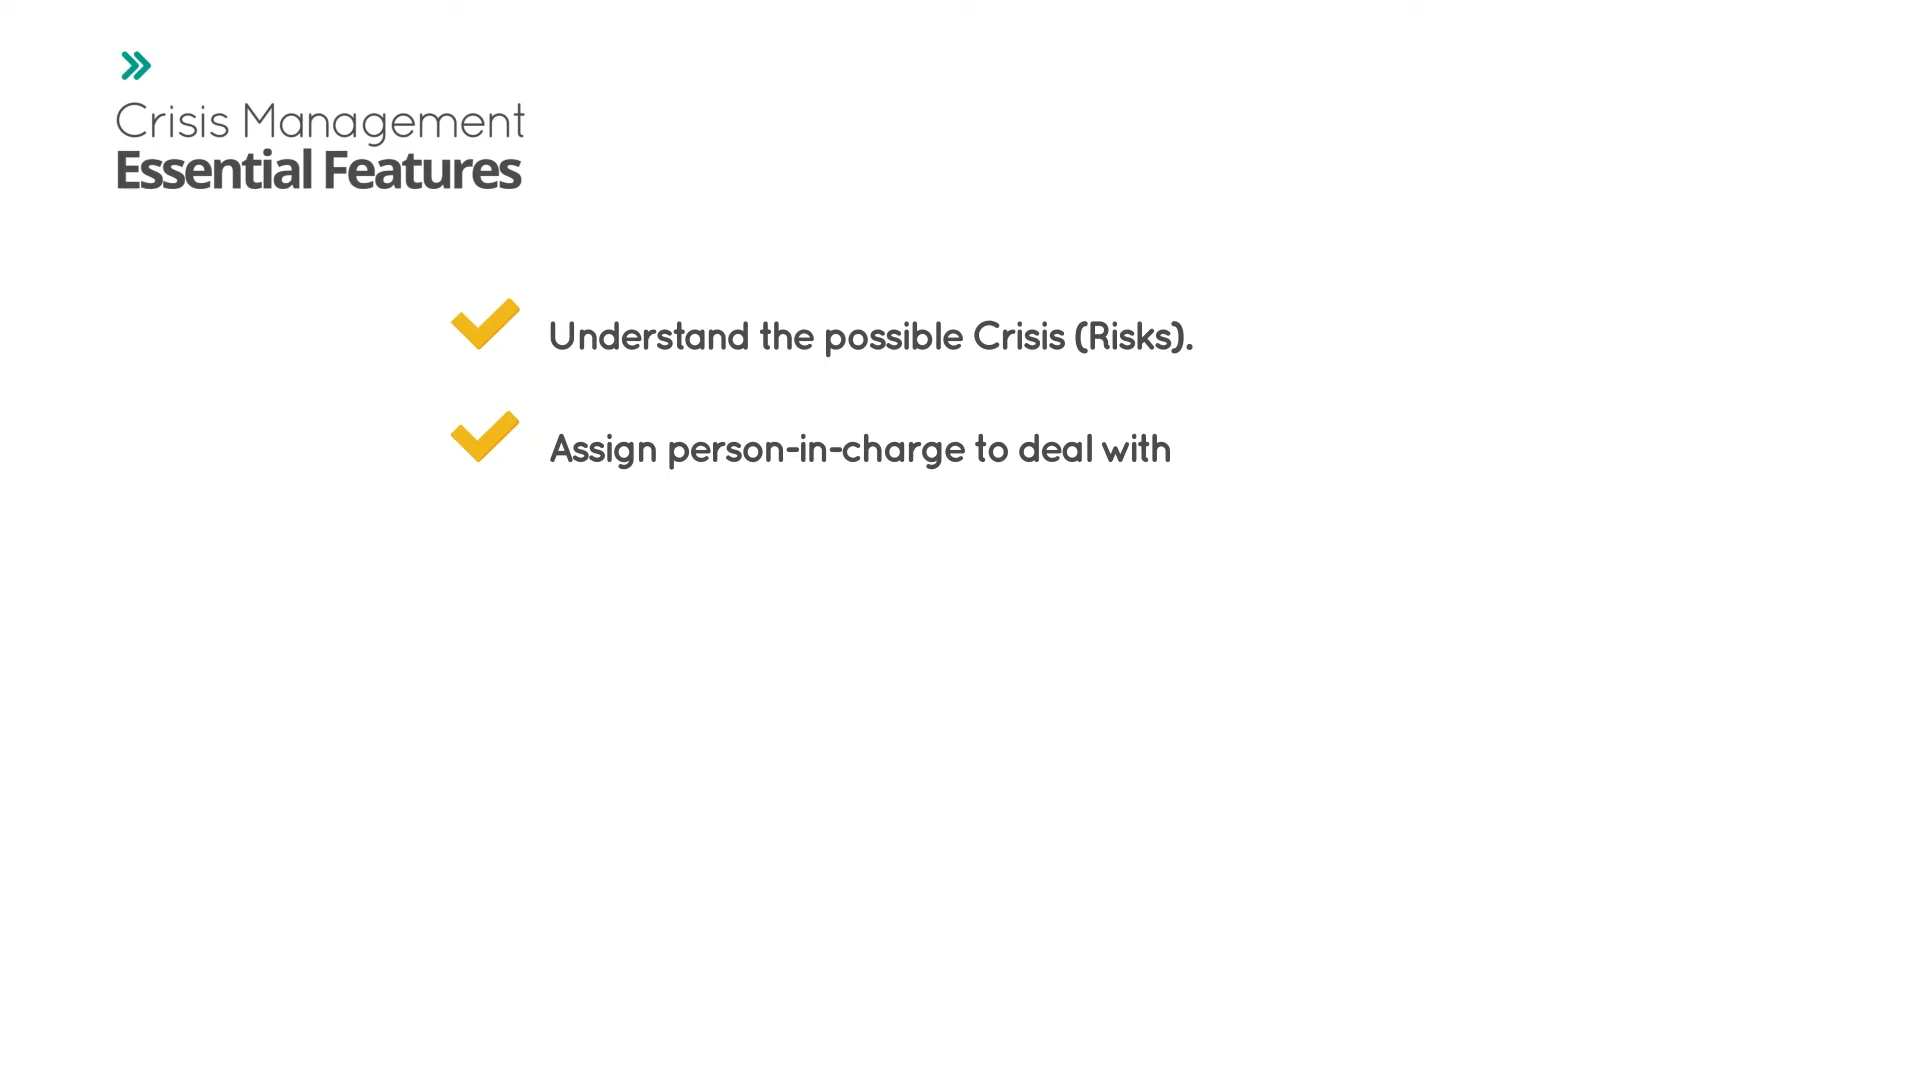 Crisis Management
Essential Features
Understand the possible Crisis (Risks).
Assign person-in-charge to deal with